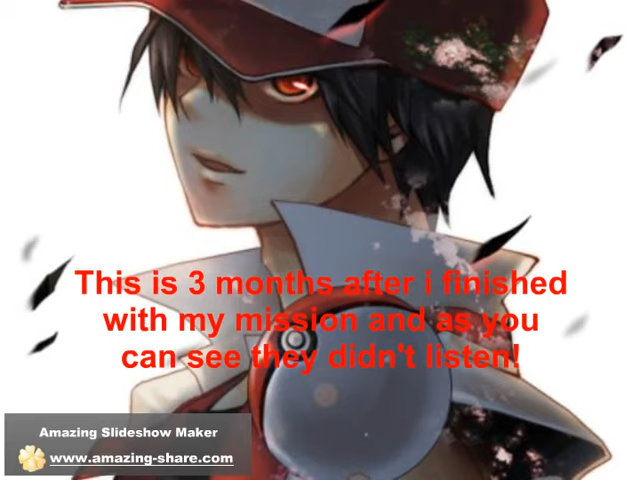 This is 3 months after i finished
with my mission and as you
can see they didn't listen!
Amazing Slideshow Maker
www.amazing-share.com